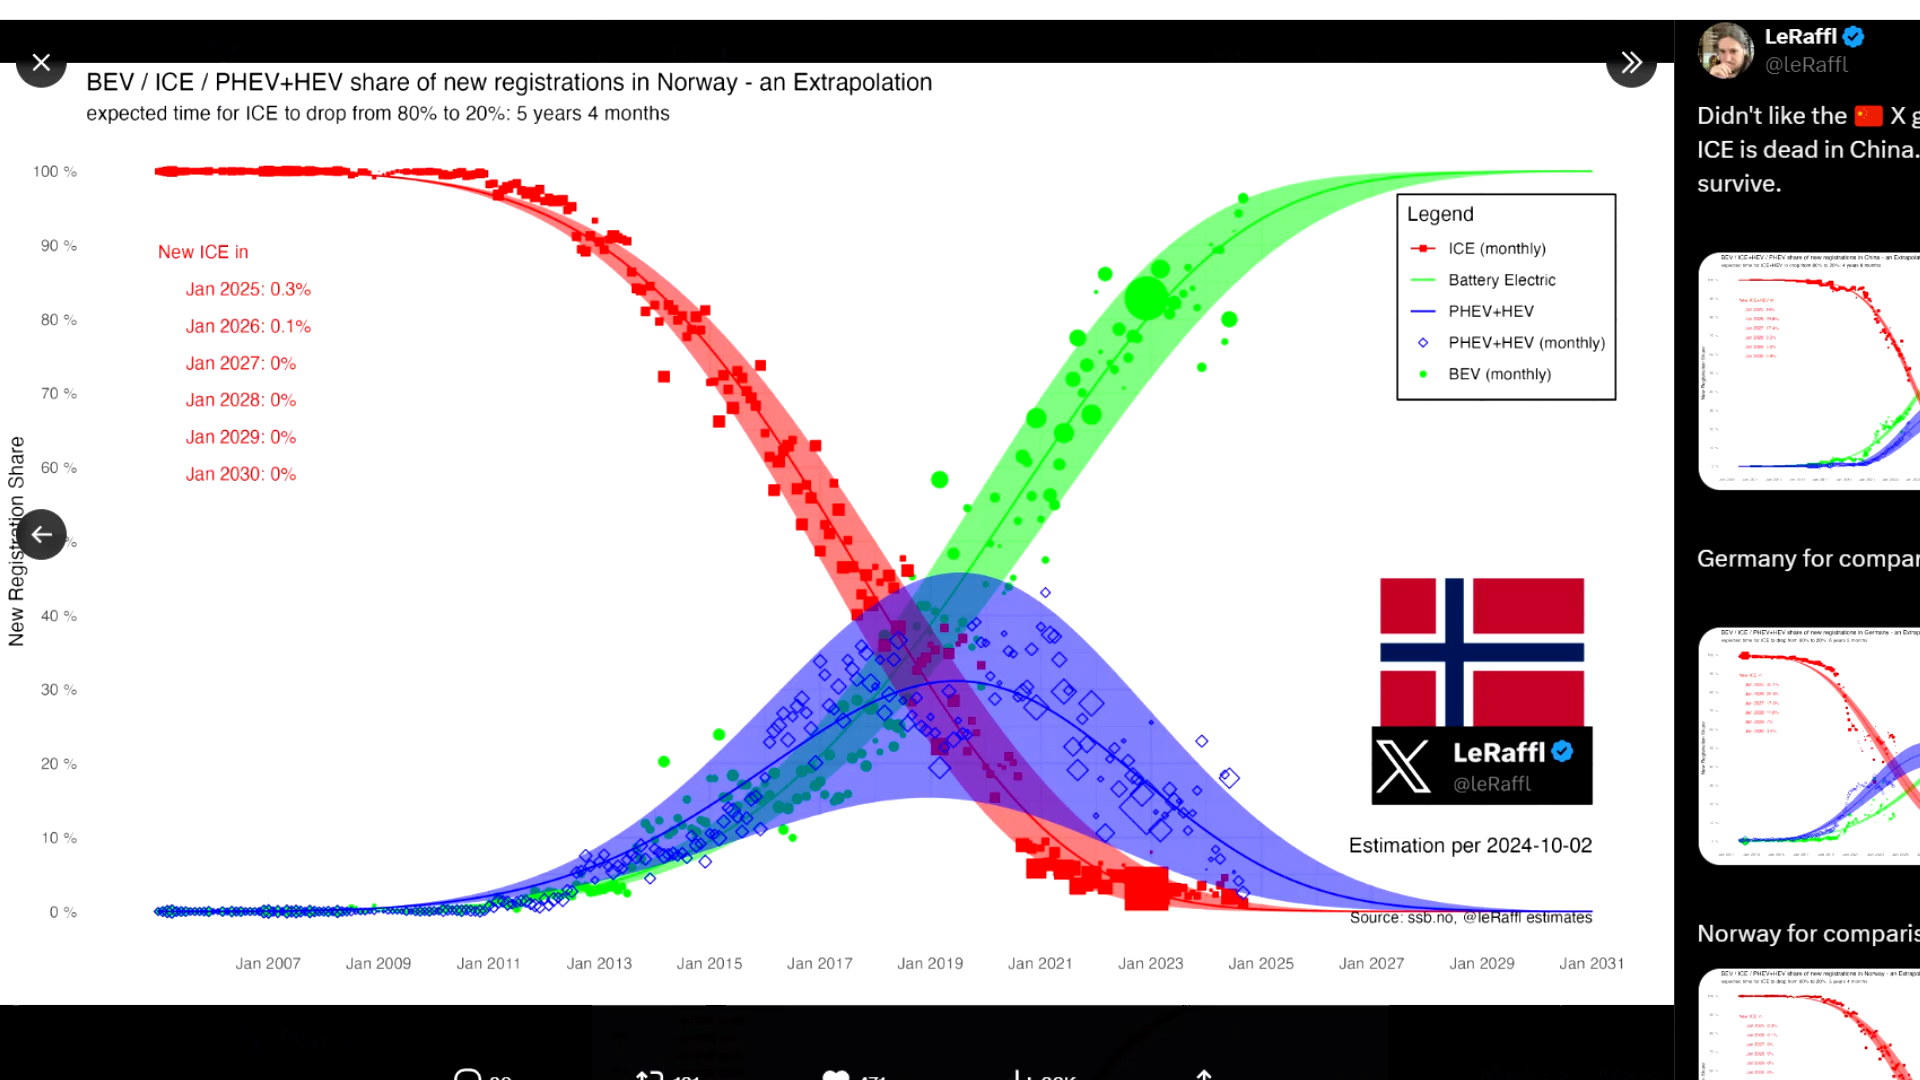 BEV / ICE / PHEV+HEV share of new registrations in Norway - an Extrapolation
expected time for ICE to drop from 80% to 20%: 5 years 4 months
New Registration Share
100 %
90 %
80 %
70 %
60 %
%
40 %
30 %
20 %
10 %
0 %
New ICE in
Jan 2025: 0.3%
Jan 2026: 0.1%
Jan 2027: 0%
Jan 2028: 0%
Jan 2029: 0%
Jan 2030: 0%
Legend
ICE (monthly)
Battery Electric
PHEV+HEV
PHEV+HEV (monthly)
BEV (monthly)
X LeRaffl
@leRaffl
Estimation per 2024-10-02
Source: ssb.no, @leRaffl estimates
Jan 2007 Jan 2009 Jan 2011 Jan 2013 Jan 2015 Jan 2017 Jan 2019 Jan 2021 Jan 2023 Jan 2025 Jan 2027 Jan 2029 Jan 2031
LeRaffl
@leRaffl
Didn't like the 🇨🇳 X g
ICE is dead in China.
survive.
Germany for compar
Norway for comparis